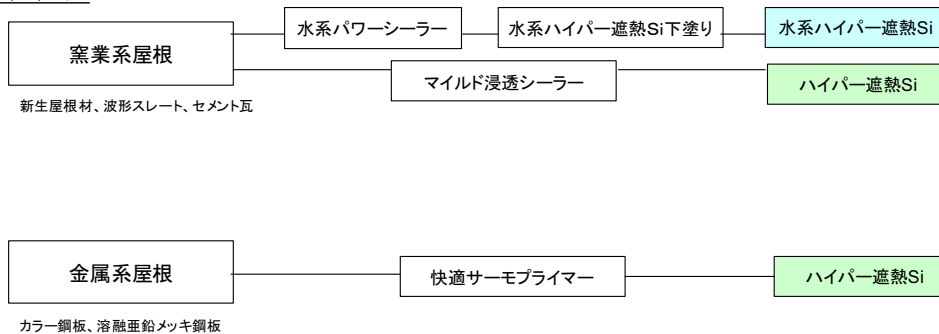 水系パワーシーラー
水系ハイパー遮熱Si下塗り
水系ハイパー遮熱Si
窯業系屋根
マイルド浸透シーラー
ハイパー遮熱Si
新生屋根材、波形スレート、セメント瓦
金属系屋根
快適サーモプライマー
ハイパー遮熱Si
カラー鋼板、溶融亜鉛メッキ鋼板